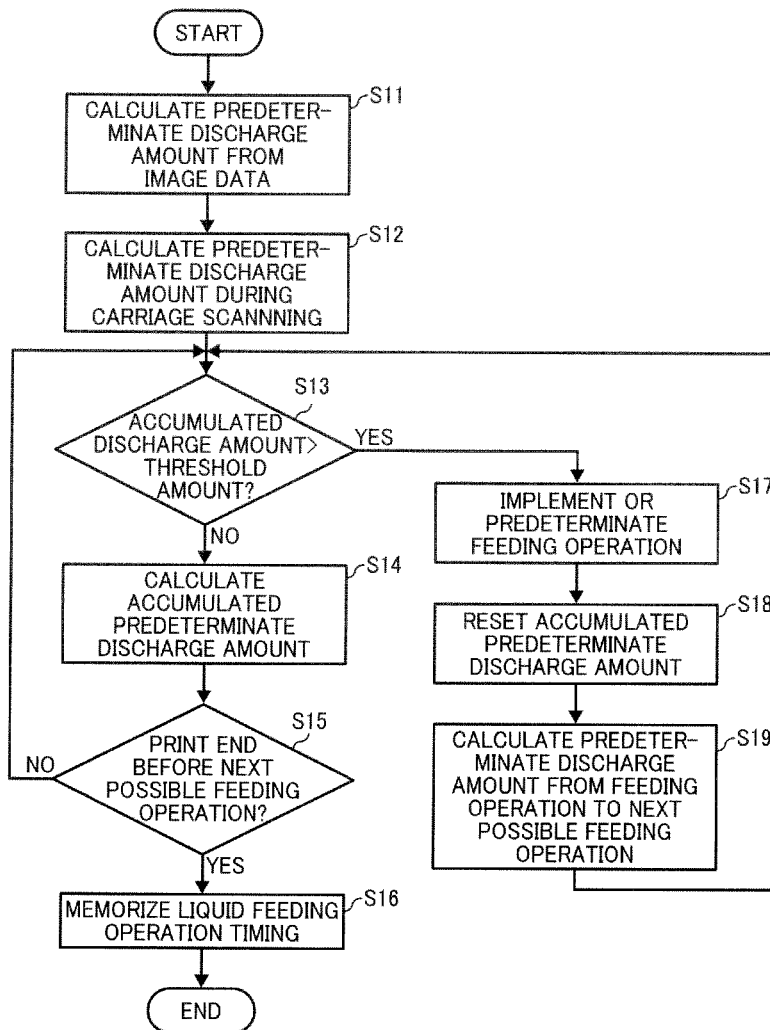 START
S11
CALCULATE PREDETER-
MINATE DISCHARGE
AMOUNT FROM
IMAGE DATA
S12
CALCULATE PREDETER-
MINATE DISCHARGE
AMOUNT DURING
CARRIAGE SCANNNING
S13
ACCUMULATED
DISCHARGE AMOUNT>
THRESHOLD
AMOUNT?
YES
NO
S14
CALCULATE
ACCUMULATED
PREDETERMINATE
DISCHARGE AMOUNT
S15
PRINT END
BEFORE NEXT
POSSIBLE FEEDING
OPERATION?
NO
YES
S16
MEMORIZE LIQUID FEEDING
OPERATION TIMING
END
S17
IMPLEMENT OR
PREDETERMINATE
FEEDING OPERATION
S18
RESET ACCUMULATED
PREDETERMINATE
DISCHARGE AMOUNT
S19
CALCULATE PREDETER-
MINATE DISCHARGE
AMOUNT FROM FEEDING
OPERATION TO NEXT
POSSIBLE FEEDING
OPERATION